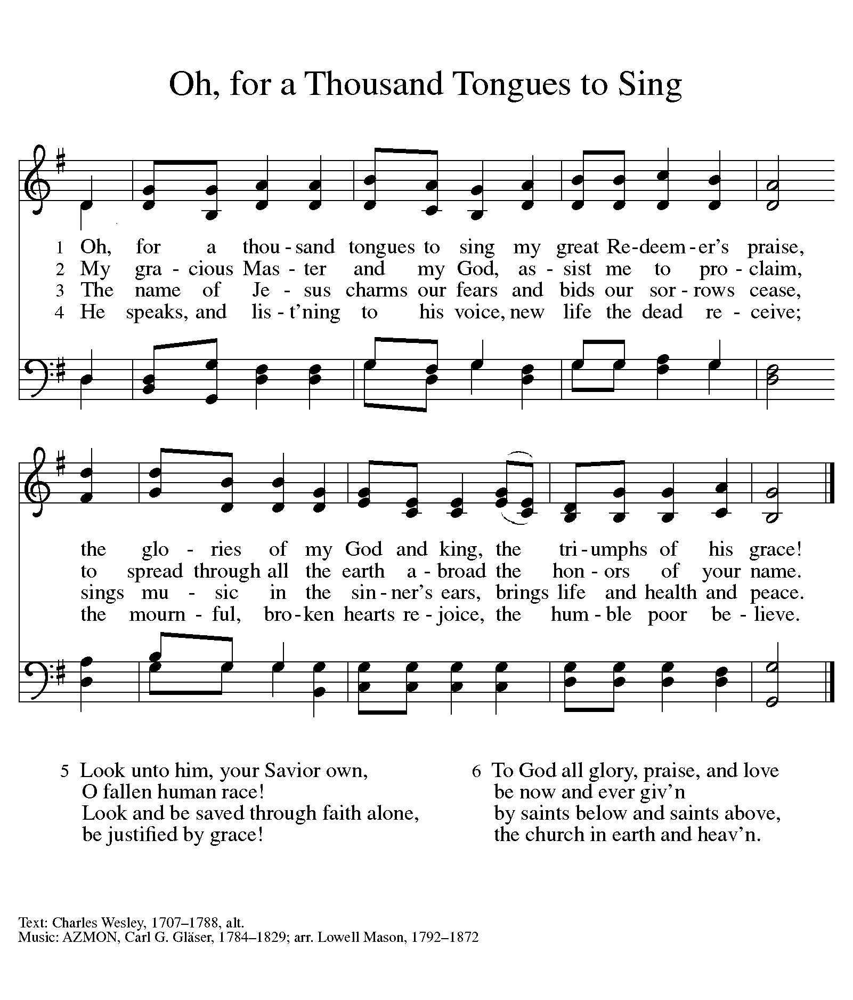 Oh, for a Thousand Tongues to Sing
1 Oh, for a thou - sand tongues to sing my great Re - deem - er's praise,
2 My gra - cious Mas - ter and my God, as - sist me to pro - claim,
3 The name of Je - sus charms our fears and bids our sor - rows cease,
4 He speaks, and lis - t'ning to his voice, new life the dead re - ceive;
the glo - ries of my God and king, the tri - umphs of his grace!
to spread through all the earth a - broad the hon - ors of your name.
sings mu - sic in the sin - ner's ears, brings life and health and peace.
the mourn - ful, bro - ken hearts re - joice, the hum - ble poor be - lieve.
5 Look unto him, your Savior own,
O fallen human race!
Look and be saved through faith alone,
be justified by grace!
6 To God all glory, praise, and love
be now and ever giv'n
by saints below and saints above,
the church in earth and heav'n.
Text: Charles Wesley, 1707–1788, alt.
Music: AZMON, Carl G. Gläser, 1784–1829; arr. Lowell Mason, 1792–1872